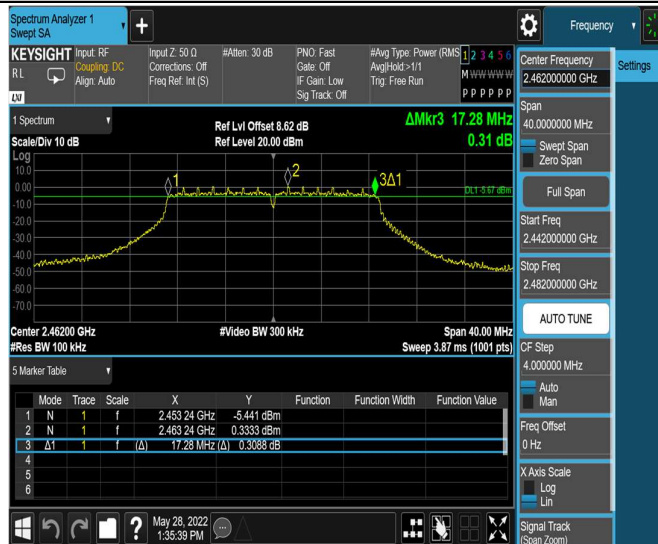 Spectrum Analyzer 1
Swept SA
+
Frequency
KEYSIGHT
RL
LXI
Input: RF
Coupling: DC
Align: Auto
Input Z: 50 Ω
Corrections: Off
Freq Ref: Int (S)
#Atten: 30 dB
PNO: Fast
Gate: Off
IF Gain: Low
Sig Track: Off
#Avg Type: Power (RMS
Avg|Hold:>1/1
Trig: Free Run
1 2 3 4 5 6
M W W W W W
P P P P P P
1 Spectrum
Scale/Div 10 dB
Ref Lvl Offset 8.62 dB
Ref Level 20.00 dBm
ΔMkr3 17.28 MHz
0.31 dB
Log
10.0
0.00
-10.0
-20.0
-30.0
-40.0
-50.0
-60.0
-70.0
1
2
3Δ1
DL1 -5.67 dBm
Center 2.46200 GHz
#Res BW 100 kHz
#Video BW 300 kHz
Span 40.00 MHz
Sweep 3.87 ms (1001 pts)
5 Marker Table
Mode Trace Scale X Y Function Function Width Function Value
1 N 1 f 2.453 24 GHz -5.441 dBm
2 N 1 f 2.463 24 GHz 0.3333 dBm
3 Δ1 1 f (Δ) 17.28 MHz (Δ) 0.3088 dB
4
5
6
?
May 28, 2022
1:35:39 PM
Center Frequency
2.462000000 GHz
Span
40.0000000 MHz
Swept Span
Zero Span
Full Span
Start Freq
2.442000000 GHz
Stop Freq
2.482000000 GHz
AUTO TUNE
CF Step
4.000000 MHz
Auto
Man
Freq Offset
0 Hz
X Axis Scale
Log
Lin
Signal Track
(Span Zoom)
Settings